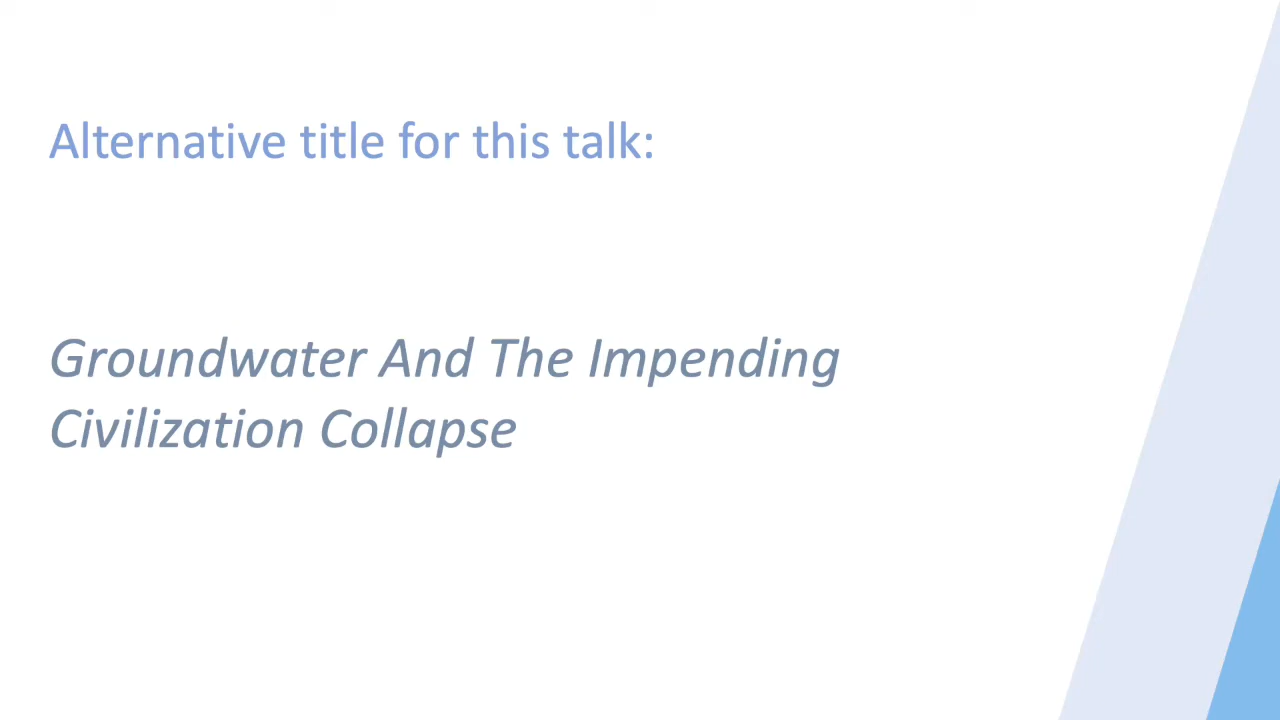 Alternative title for this talk:
Groundwater And The Impending
Civilization Collapse